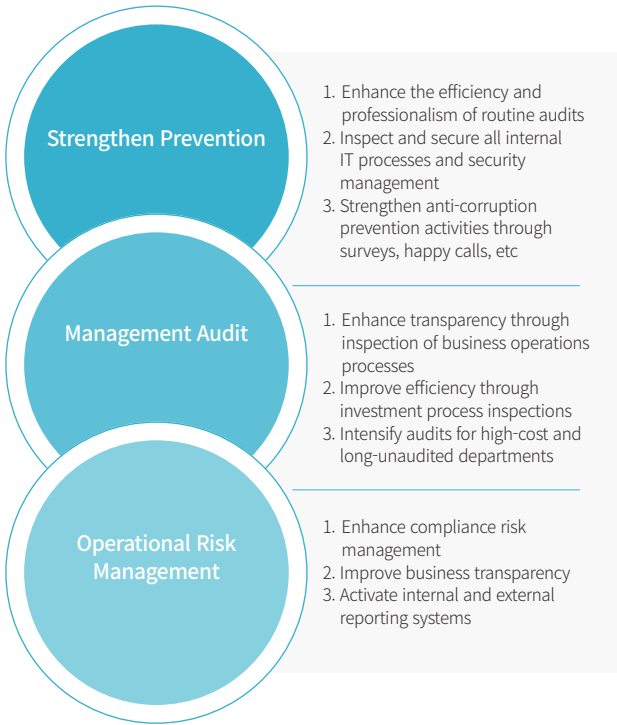 Strengthen Prevention
1. Enhance the efficiency and
professionalism of routine audits
2. Inspect and secure all internal
IT processes and security
management
3. Strengthen anti-corruption
prevention activities through
surveys, happy calls, etc
Management Audit
1. Enhance transparency through
inspection of business operations
processes
2. Improve efficiency through
investment process inspections
3. Intensify audits for high-cost and
long-unaudited departments
Operational Risk
Management
1. Enhance compliance risk
management
2. Improve business transparency
3. Activate internal and external
reporting systems